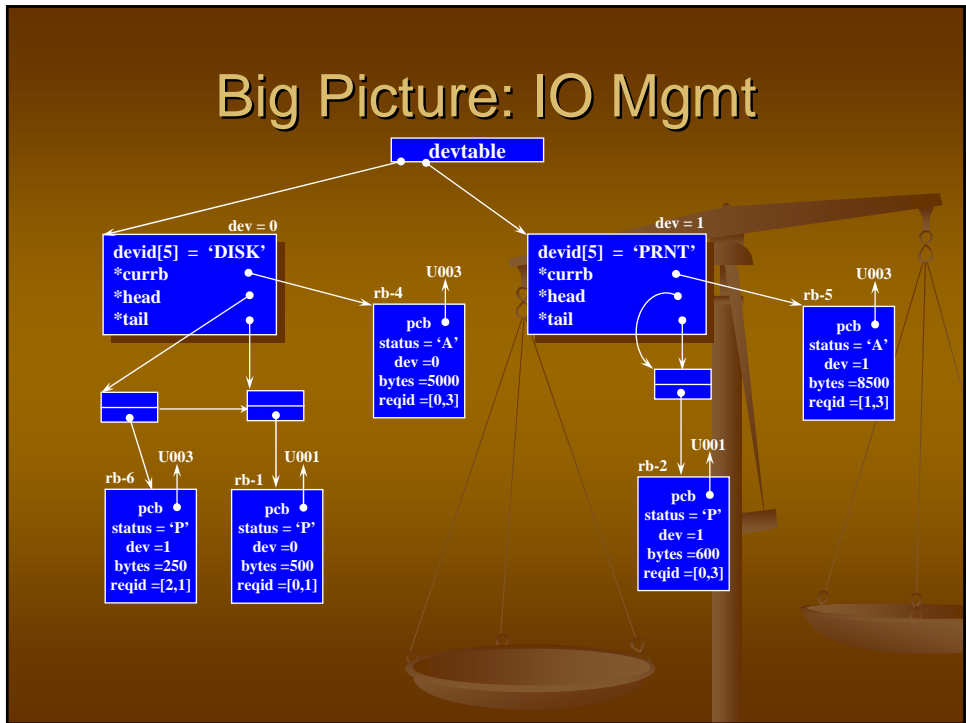 Big Picture: IO Mgmt
devtable
dev = 0
devid[5] = ‘DISK’
*currb
*head
*tail
dev = 1
devid[5] = ‘PRNT’
*currb
*head
*tail
U003
rb-4
pcb
status = ‘A’
dev =0
bytes =5000
reqid =[0,3]
U003
rb-5
pcb
status = ‘A’
dev =1
bytes =8500
reqid =[1,3]
U003
rb-6
pcb
status = ‘P’
dev =1
bytes =250
reqid =[2,1]
U001
rb-1
pcb
status = ‘P’
dev =0
bytes =500
reqid =[0,1]
U001
rb-2
pcb
status = ‘P’
dev =1
bytes =600
reqid =[0,3]